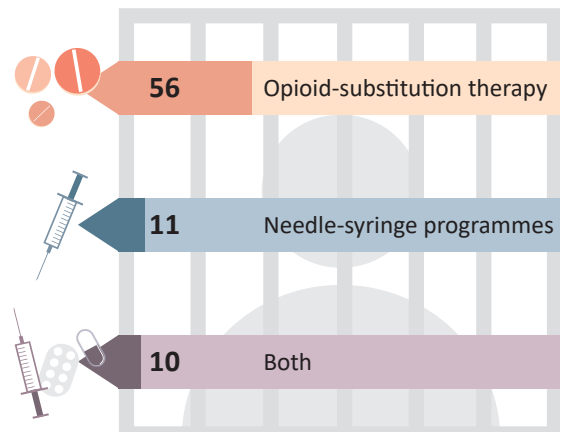 56 Opioid-substitution therapy
11 Needle-syringe programmes
10 Both